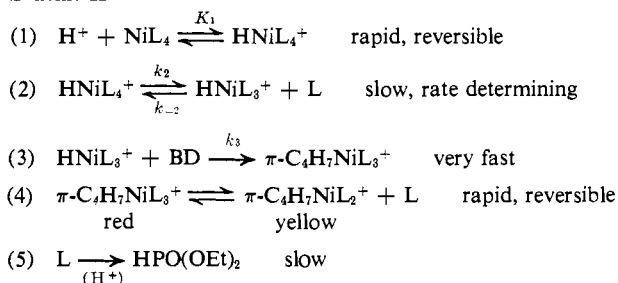 K₁
(1) H⁺ + NiL₄ ⇌ HNiL₄⁺ rapid, reversible
k₂
(2) HNiL₄⁺ ⇌ HNiL₃⁺ + L slow, rate determining
k₋₂
k₃
(3) HNiL₃⁺ + BD ⟶ π-C₄H₇NiL₃⁺ very fast
(4) π-C₄H₇NiL₃⁺ ⇌ π-C₄H₇NiL₂⁺ + L rapid, reversible
red yellow
(5) L ⟶ HPO(OEt)₂ slow
(H⁺)